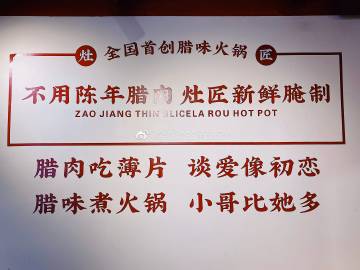 灶 全国首创腊味火锅 匠
不用陈年腊肉 灶匠新鲜腌制
ZAO JIANG THIN SLICELA ROU HOT POT
腊肉吃薄片 谈爱像初恋
腊味煮火锅 小哥比她多